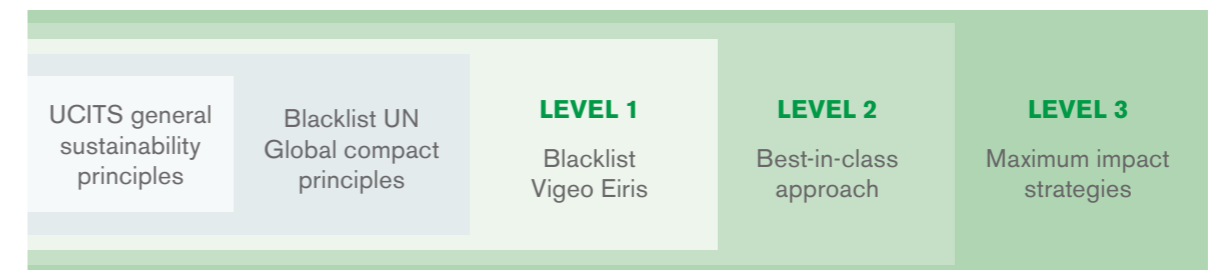 UCITS general
sustainability
principles
Blacklist UN
Global compact
principles
LEVEL 1
Blacklist
Vigeo Eiris
LEVEL 2
Best-in-class
approach
LEVEL 3
Maximum impact
strategies